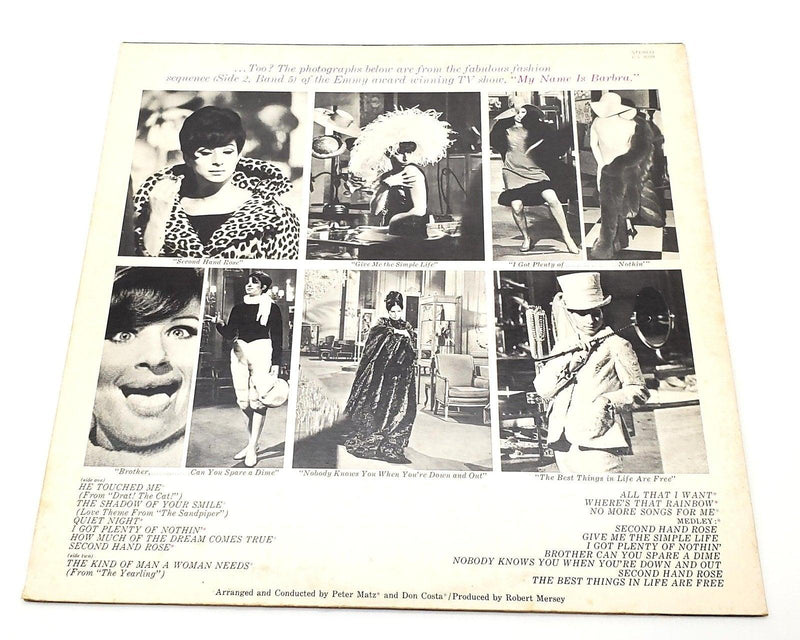 ...Too? The photographs below are from the fabulous fashion
sequence (Side 2, Band 5) of the Emmy award winning TV show, "My Name Is Barbra."
STEREO
"Second Hand Rose"
"Give Me the Simple Life"
"I Got Plenty of
Nothin'"
"Brother,
Can You Spare a Dime"
"Nobody Knows You When You're Down and Out"
"The Best Things in Life Are Free"
(side one)
HE TOUCHED ME*
(From "Drat! The Cat!")
THE SHADOW OF YOUR SMILE*
(Love Theme From "The Sandpiper")
QUIET NIGHT*
I GOT PLENTY OF NOTHIN'*
HOW MUCH OF THE DREAM COMES TRUE*
SECOND HAND ROSE*
(side two)
THE KIND OF MAN A WOMAN NEEDS*
(From "The Yearling")
ALL THAT I WANT*
WHERE'S THAT RAINBOW*
NO MORE SONGS FOR ME*
MEDLEY:*
SECOND HAND ROSE
GIVE ME THE SIMPLE LIFE
I GOT PLENTY OF NOTHIN'
BROTHER CAN YOU SPARE A DIME
NOBODY KNOWS YOU WHEN YOU'RE DOWN AND OUT
SECOND HAND ROSE
THE BEST THINGS IN LIFE ARE FREE
Arranged and Conducted by Peter Matz* and Don Costa*/Produced by Robert Mersey